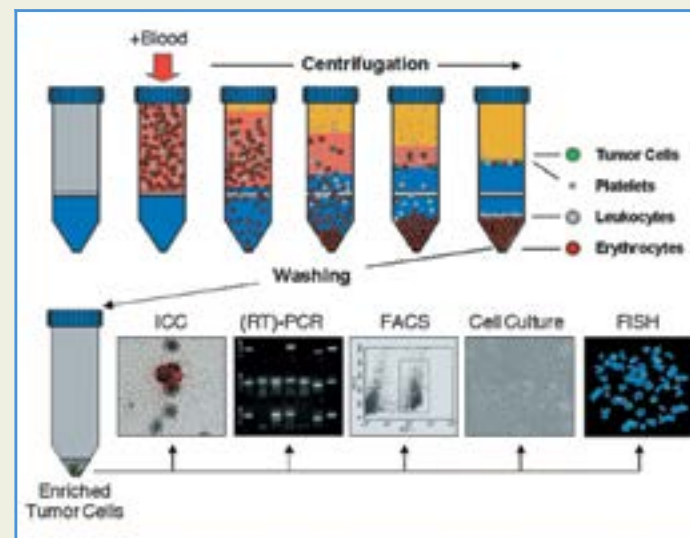 +Blood
Centrifugation
Tumor Cells
Platelets
Leukocytes
Erythrocytes
Washing
ICC (RT)-PCR FACS Cell Culture FISH
Enriched
Tumor Cells